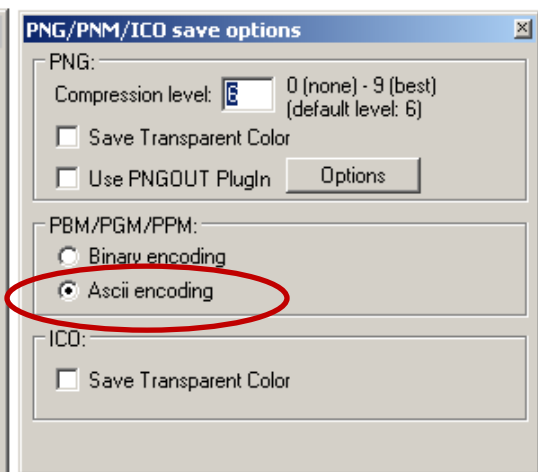 PNG/PNM/ICO save options
PNG:
Compression level: 6 0 (none) - 9 (best)
(default level: 6)
Save Transparent Color
Use PNGOUT PlugIn Options
PBM/PGM/PPM:
Binary encoding
Ascii encoding
ICO:
Save Transparent Color